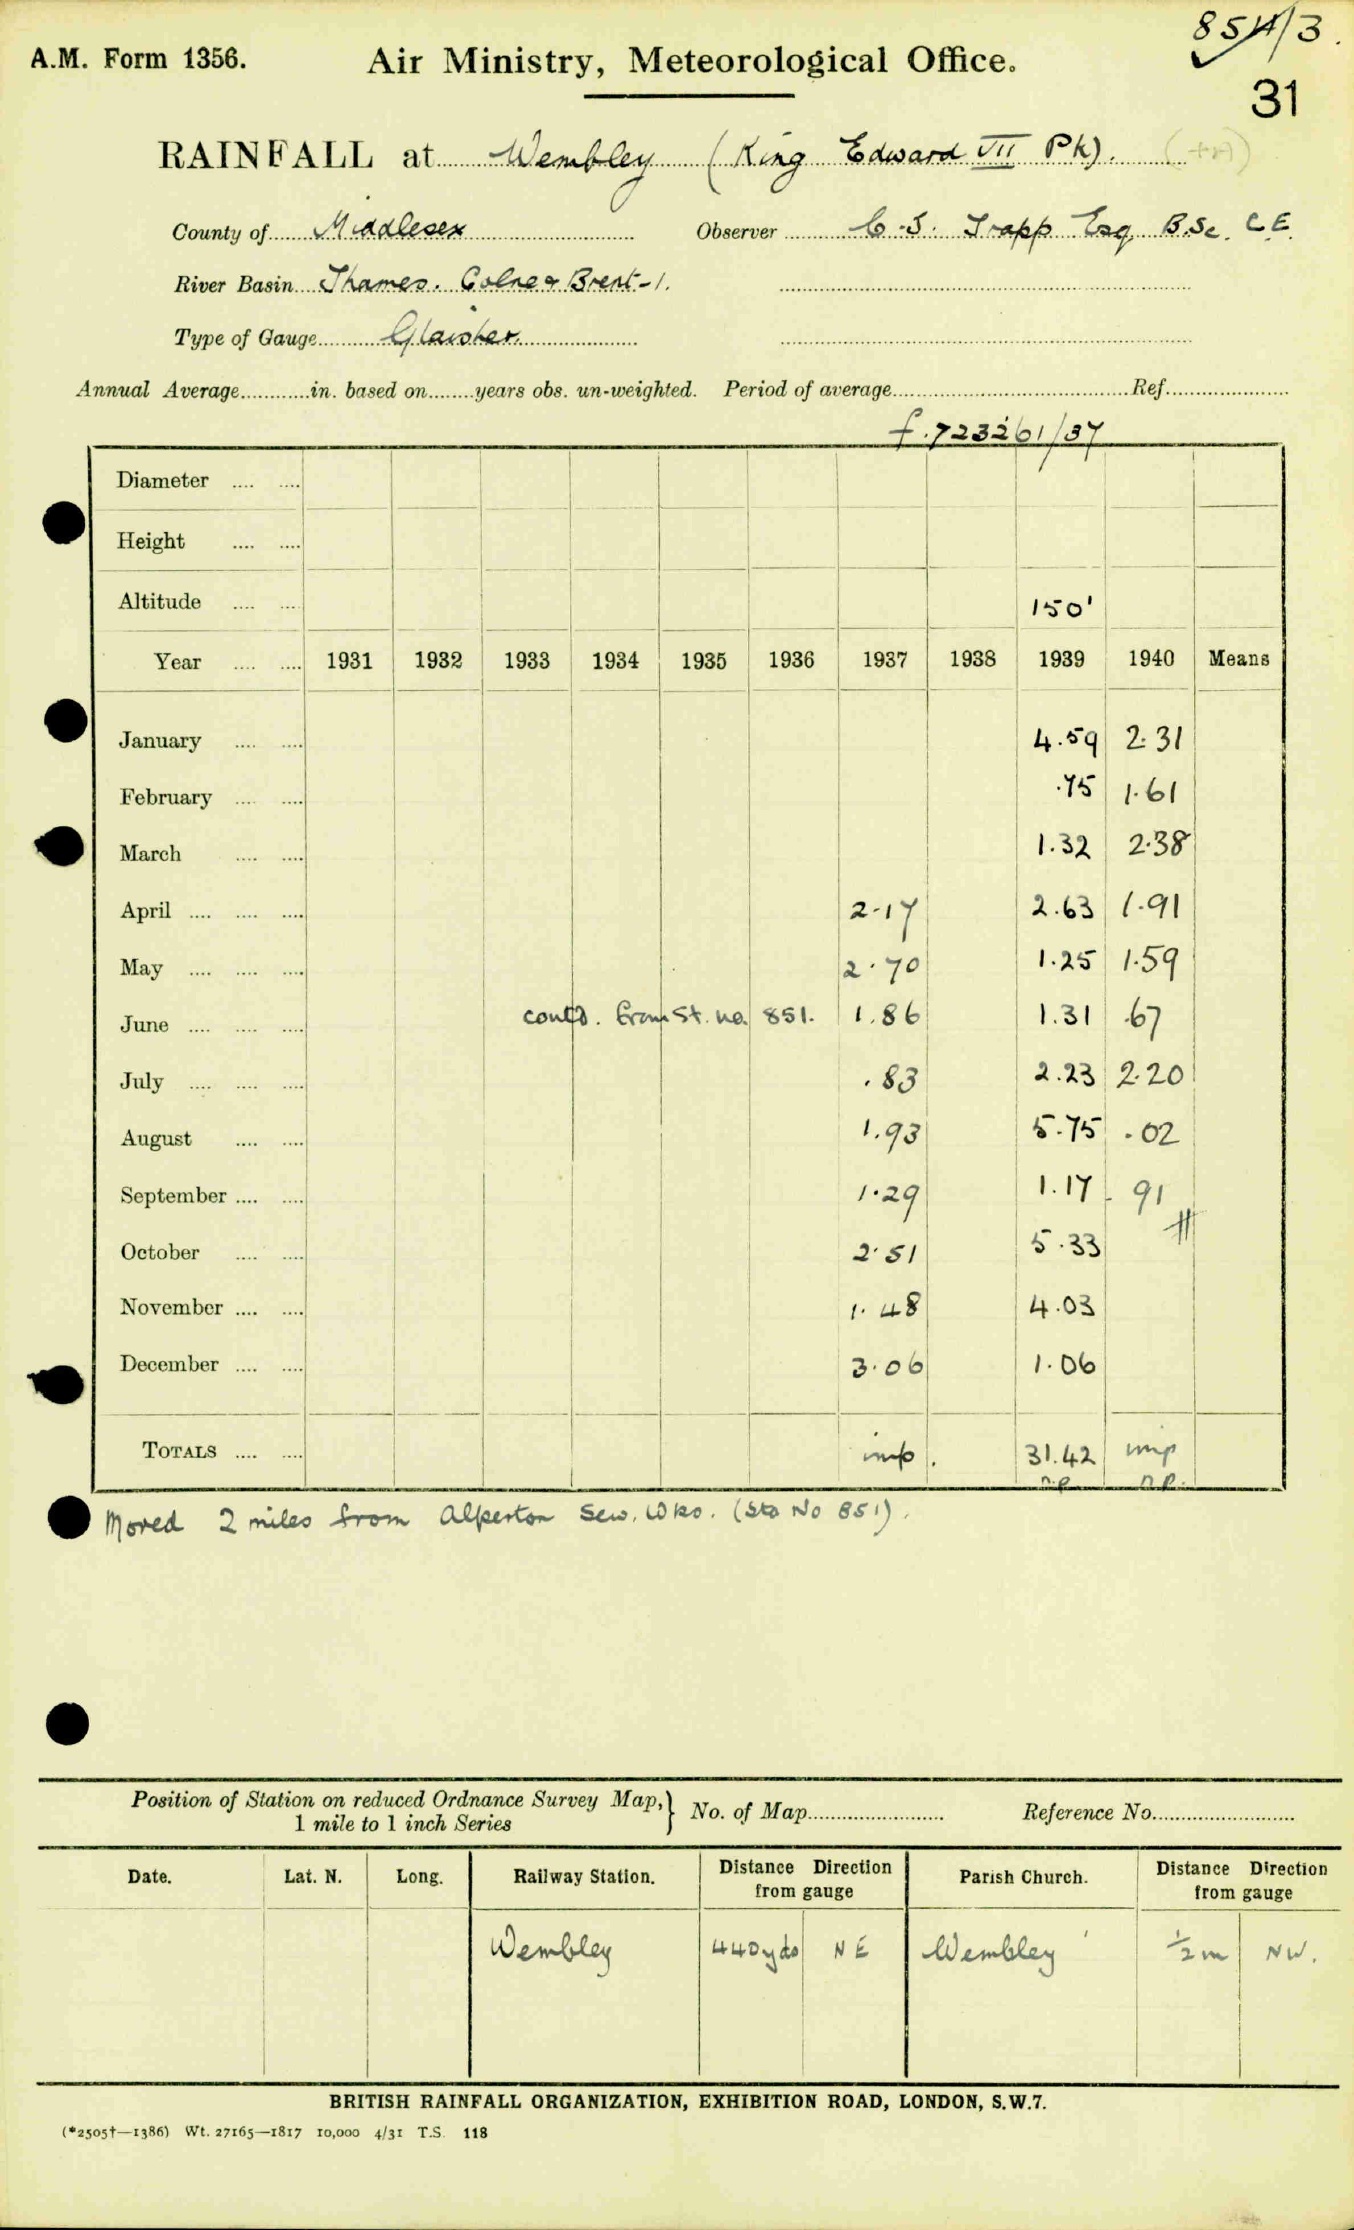 854/3.
A.M. Form 1356. Air Ministry, Meteorological Office.
31
RAINFALL at Wembley (King Edward VII Pk).
County of Middlesex Observer C. S. Trapp Esq. B.Sc. C.E.
River Basin Thames. Colne & Brent-1.
Type of Gauge Glaisher
Annual Average............in. based on........years obs. un-weighted. Period of average........ Ref........
f.723261/37
Diameter .... ....
Height .... ....
Altitude .... .... 150'
Year .... .... 1931 1932 1933 1934 1935 1936 1937 1938 1939 1940 Means
January .... .... 4.59 2.31
February .... .... .75 1.61
March .... .... 1.32 2.38
April .... .... .... 2.17 2.63 1.91
May .... .... .... 2.70 1.25 1.59
June .... .... .... contd. from St. no. 851. 1.86 1.31 .67
July .... .... .... .83 2.23 2.20
August .... .... 1.93 5.75 .02
September .... .... 1.29 1.17 .91
October .... .... 2.51 5.33
November .... .... 1.48 4.03
December .... .... 3.06 1.06
TOTALS .... .... imp. 31.42 imp
n.p. n.p.
Moved 2 miles from Alperton Sew. Wks. (Sta No 851).
Position of Station on reduced Ordnance Survey Map, } No. of Map........ Reference No........
1 mile to 1 inch Series
Date. Lat. N. Long. Railway Station. Distance Direction from gauge Parish Church. Distance Direction from gauge
Wembley 440 yds NE Wembley ½ m NW.
BRITISH RAINFALL ORGANIZATION, EXHIBITION ROAD, LONDON, S.W.7.
(*2505†—1386) Wt. 27165—1817 10,000 4/31 T.S. 118